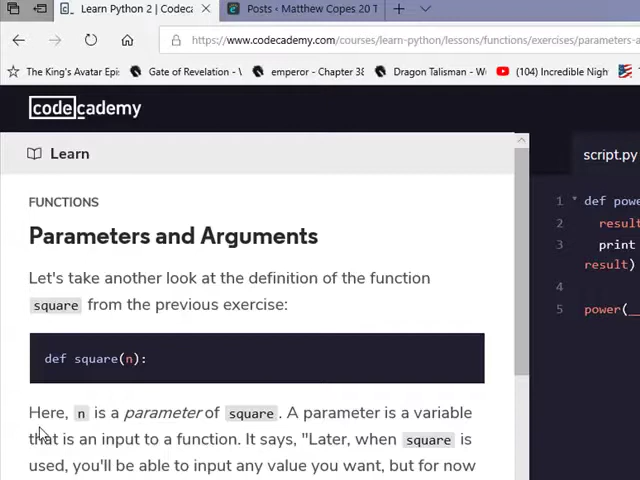 Learn Python 2 | Codeca
Posts ‹ Matthew Copes 20 T
https://www.codecademy.com/courses/learn-python/lessons/functions/exercises/parameters-a
The King's Avatar Epi
Gate of Revelation - V
emperor - Chapter 38
Dragon Talisman - W
(104) Incredible Nigh
codecademy
Learn
script.py
FUNCTIONS
Parameters and Arguments
Let's take another look at the definition of the function
square from the previous exercise:
def square(n):
Here, n is a parameter of square. A parameter is a variable
that is an input to a function. It says, "Later, when square is
used, you'll be able to input any value you want, but for now
1 def powe
2 result
3 print
result)
4
5 power(__